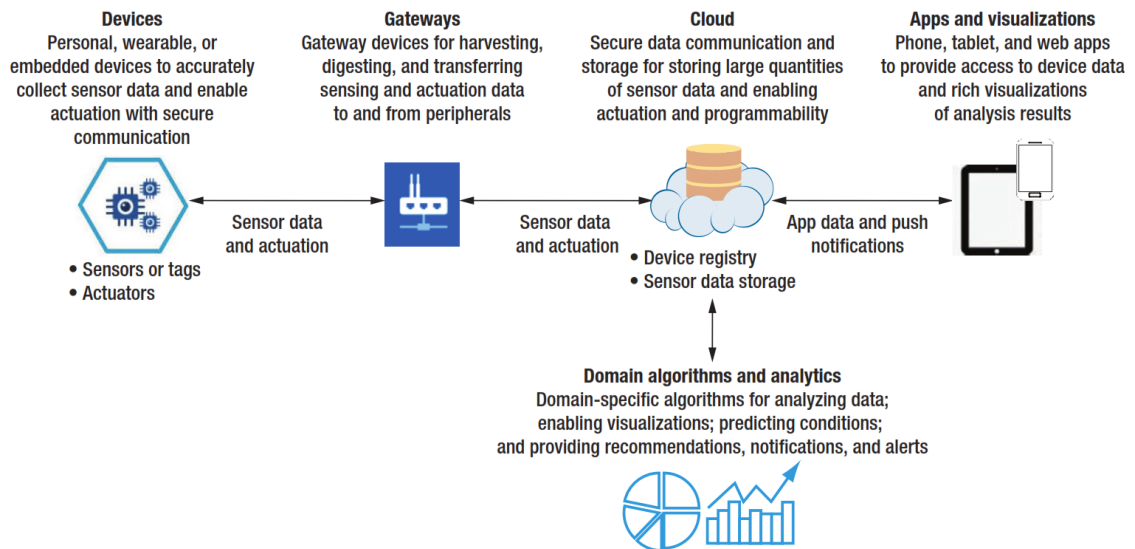 Devices
Personal, wearable, or
embedded devices to accurately
collect sensor data and enable
actuation with secure
communication
Gateways
Gateway devices for harvesting,
digesting, and transferring
sensing and actuation data
to and from peripherals
Cloud
Secure data communication and
storage for storing large quantities
of sensor data and enabling
actuation and programmability
Apps and visualizations
Phone, tablet, and web apps
to provide access to device data
and rich visualizations
of analysis results
Sensor data
and actuation
Sensor data
and actuation
App data and push
notifications
• Sensors or tags
• Actuators
• Device registry
• Sensor data storage
Domain algorithms and analytics
Domain-specific algorithms for analyzing data;
enabling visualizations; predicting conditions;
and providing recommendations, notifications, and alerts